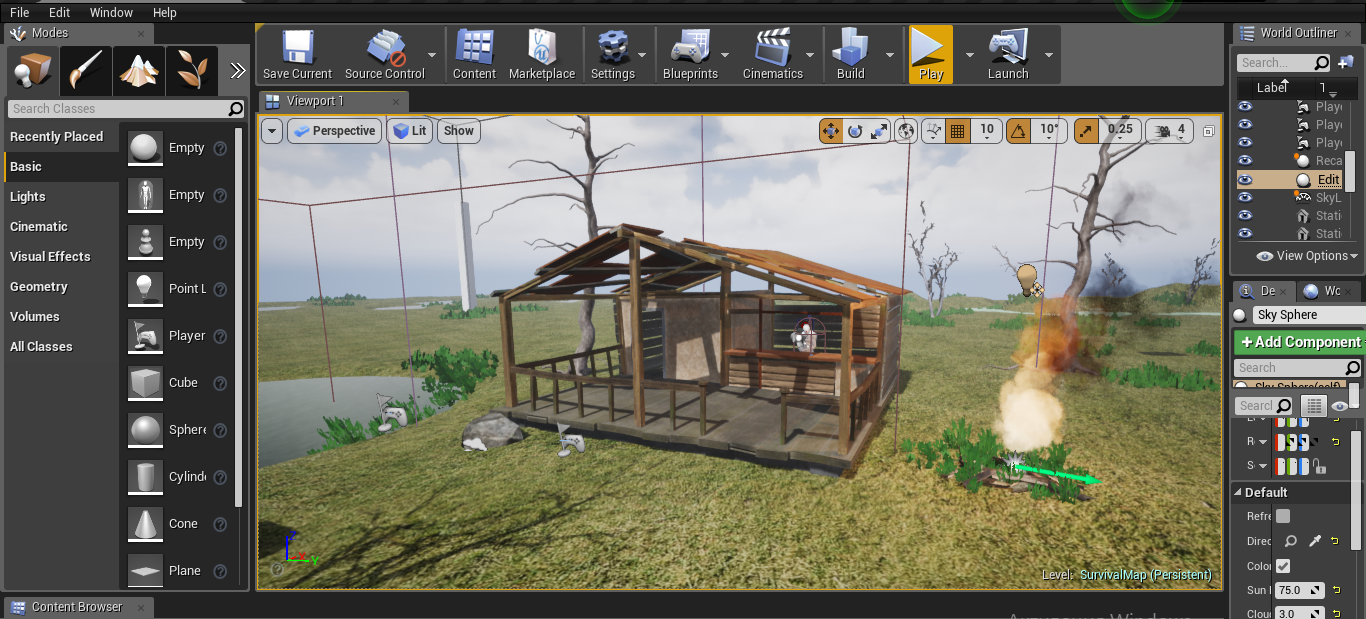 File Edit Window Help
Modes
Search Classes
Recently Placed
Basic
Lights
Cinematic
Visual Effects
Geometry
Volumes
All Classes
Empty
Empty
Empty
Point L
Player
Cube
Sphere
Cylinde
Cone
Plane
Content Browser
Save Current
Source Control
Content
Marketplace
Settings
Blueprints
Cinematics
Build
Play
Launch
Viewport 1
Perspective
Lit
Show
10
10°
0.25
4
Level: SurvivalMap (Persistent)
World Outliner
Search...
Label
Playe
Playe
Playe
Reca
Edit
SkyL
Stati
Stati
View Options
De
Wc
Sky Sphere
+Add Component
Search
Sky Sphere(self)
Search
R
S
Default
Refre
Direc
Color
Sun
75.0
Clou
3.0